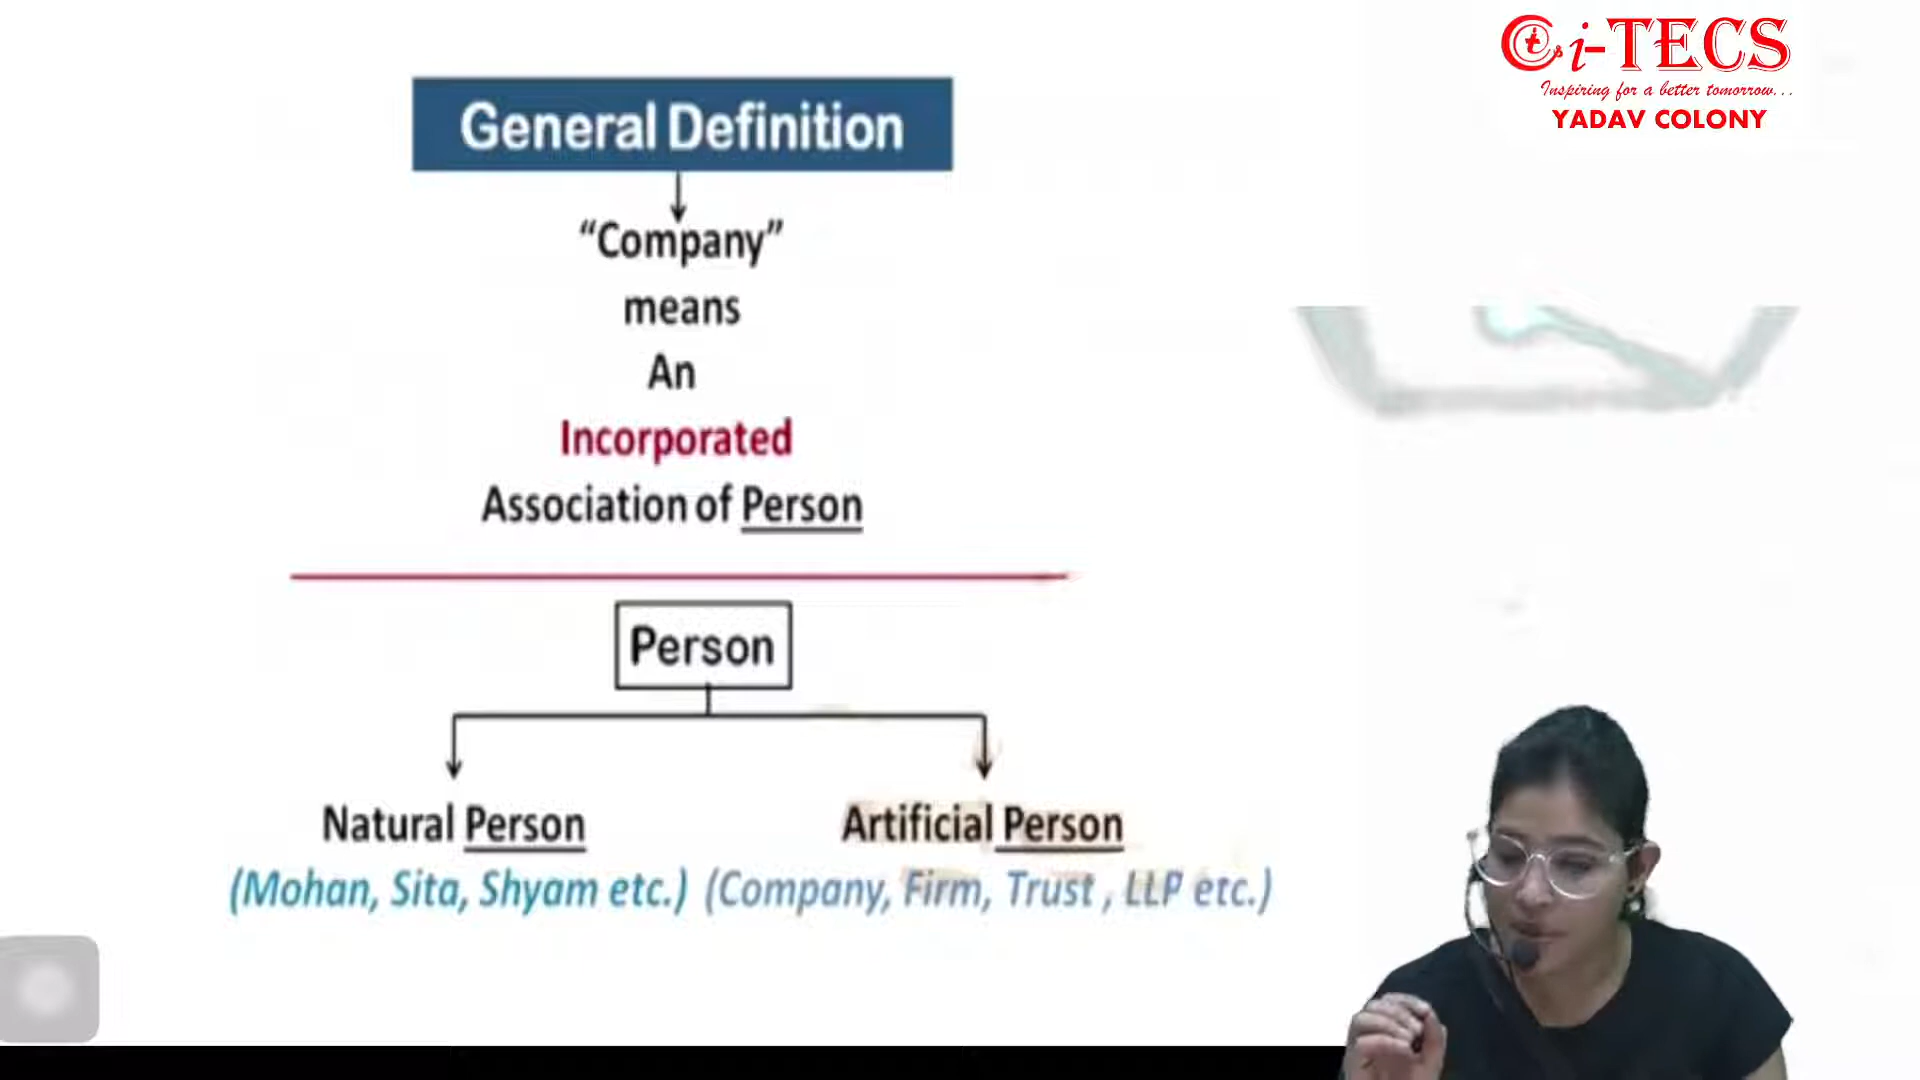 i-TECS
Inspiring for a better tomorrow...
YADAV COLONY
General Definition
“Company”
means
An
Incorporated
Association of Person
Person
Natural Person
Artificial Person
(Mohan, Sita, Shyam etc.)
(Company, Firm, Trust , LLP etc.)